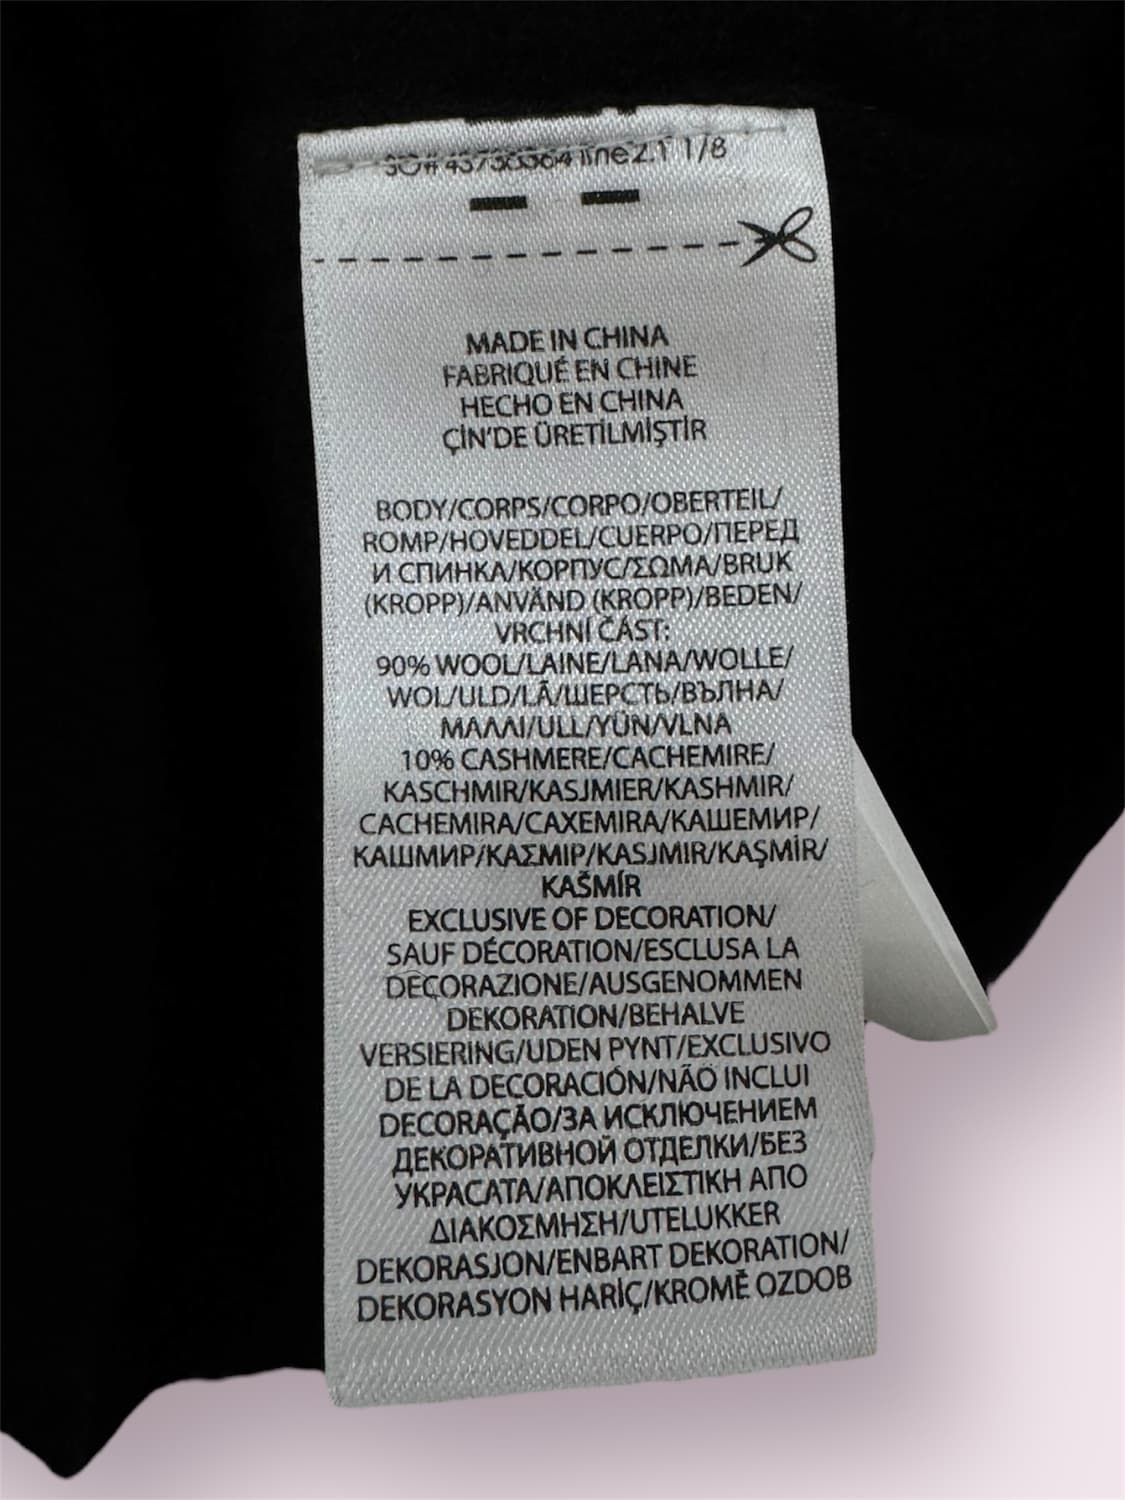 line2.1 1/8
MADE IN CHINA
FABRIQUÉ EN CHINE
HECHO EN CHINA
ÇİN'DE ÜRETİLMİŞTİR
BODY/CORPS/CORPO/OBERTEIL/
ROMP/HOVEDDEL/CUERPO/ПЕРЕД
И СПИНКА/КОРПУС/ΣΩΜΑ/BRUK
(KROPP)/ANVÄND (KROPP)/BEDEN/
VRCHNÍ ČÁST:
90% WOOL/LAINE/LANA/WOLLE/
WOL/ULD/LÃ/ШЕРСТЬ/ВЪЛНА/
ΜΑΛΛΙ/ULL/YÜN/VLNA
10% CASHMERE/CACHEMIRE/
KASCHMIR/KASJMIER/KASHMIR/
CACHEMIRA/CAXEMIRA/КАШЕМИР/
КАШМИР/ΚΑΣΜΙΡ/KASJMIR/KAŞMİR/
KAŠMÍR
EXCLUSIVE OF DECORATION/
SAUF DÉCORATION/ESCLUSA LA
DECORAZIONE/AUSGENOMMEN
DEKORATION/BEHALVE
VERSIERING/UDEN PYNT/EXCLUSIVO
DE LA DECORACIÓN/NÃO INCLUI
DECORAÇÃO/ЗА ИСКЛЮЧЕНИЕМ
ДЕКОРАТИВНОЙ ОТДЕЛКИ/БЕЗ
УКРАСАТА/ΑΠΟΚΛΕΙΣΤΙΚΗ ΑΠΟ
ΔΙΑΚΟΣΜΗΣΗ/UTELUKKER
DEKORASJON/ENBART DEKORATION/
DEKORASYON HARİÇ/KROMĚ OZDOB